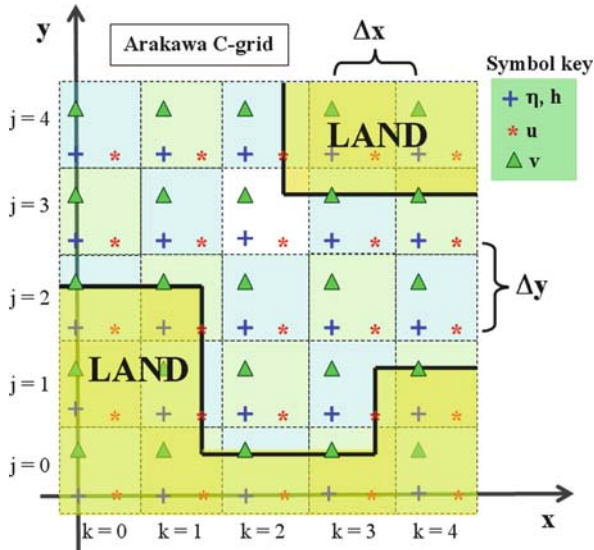 y
Arakawa C-grid
Δx
Symbol key
η, h
u
v
j = 4
LAND
j = 3
j = 2
Δy
LAND
j = 1
j = 0
k = 0 k = 1 k = 2 k = 3 k = 4
x